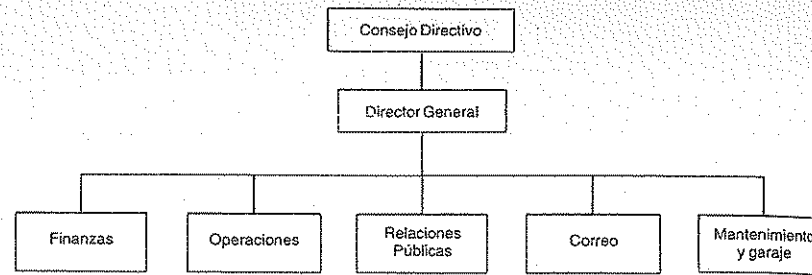 Consejo Directivo
Director General
Finanzas
Operaciones
Relaciones
Públicas
Correo
Mantenimiento
y garaje